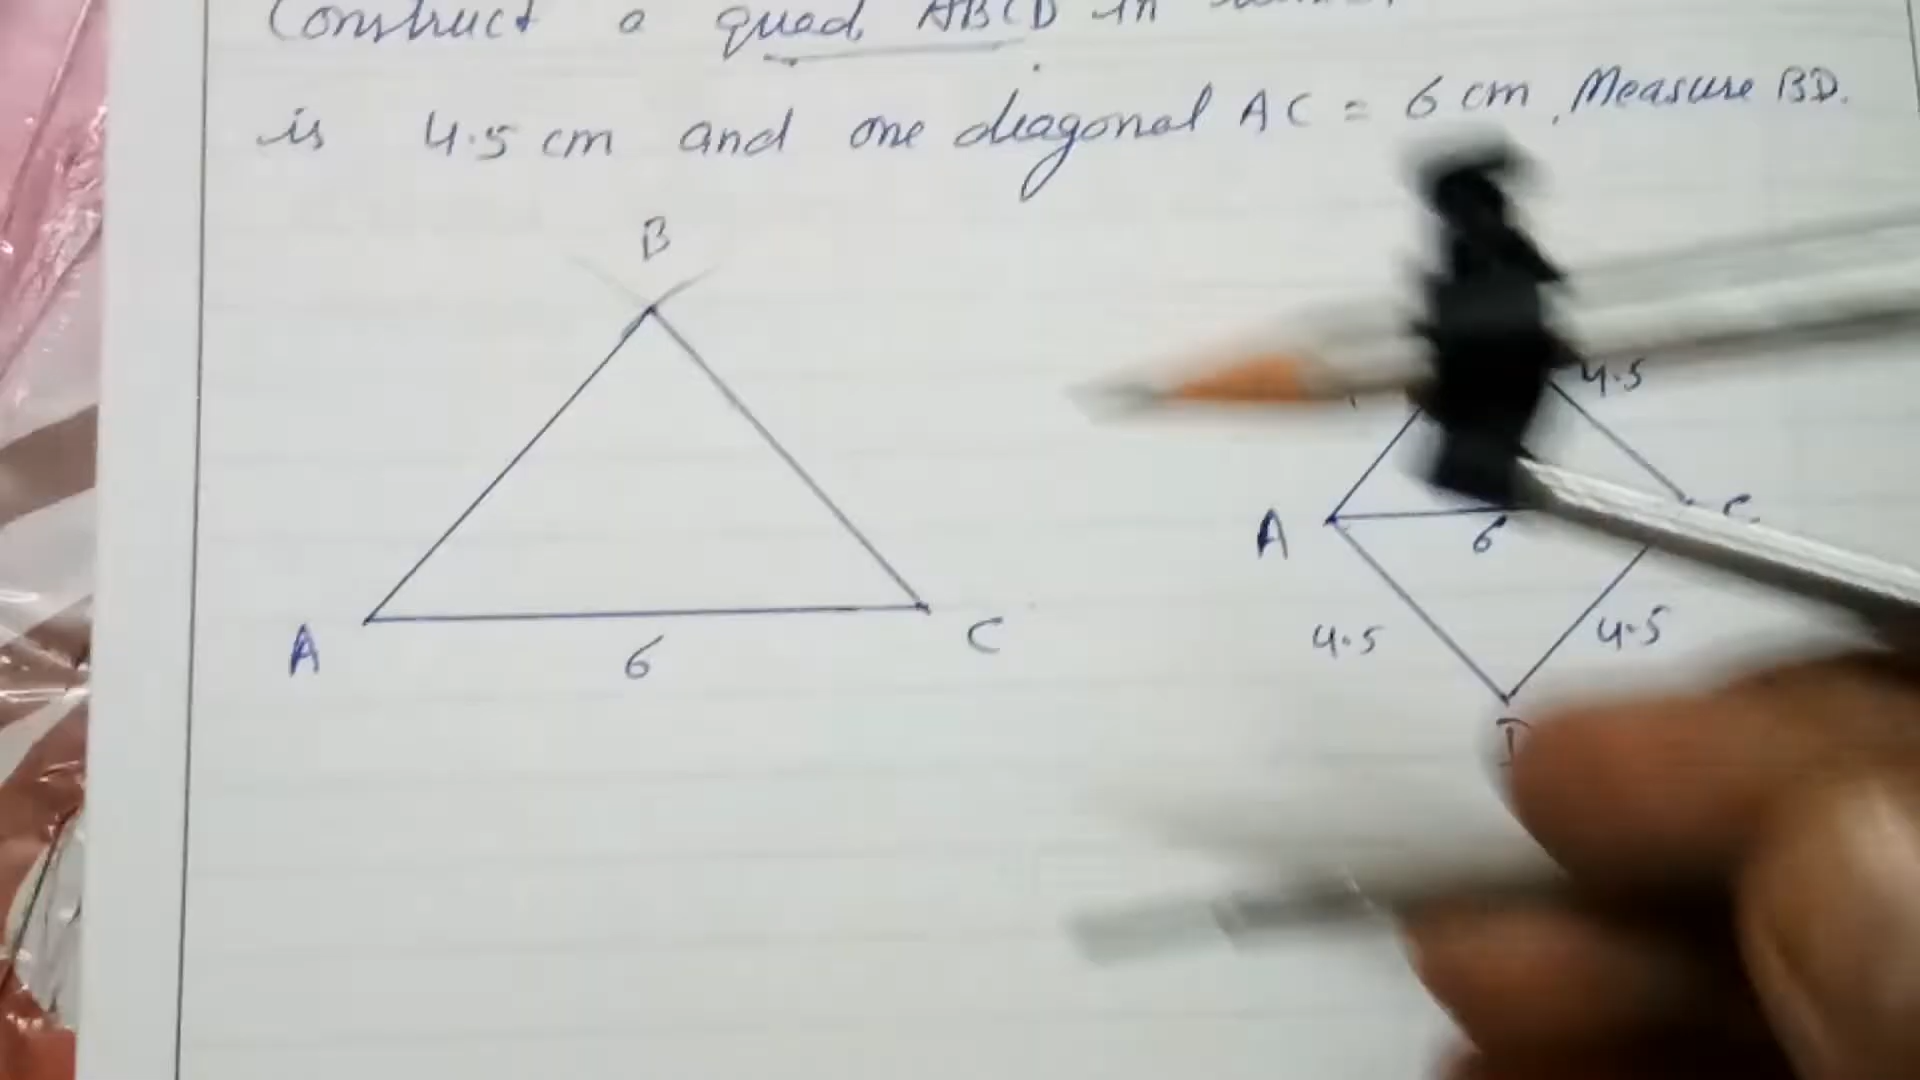 Construct a quad. ABCD in
is 4.5 cm and one diagonal AC = 6 cm. Measure BD.
B
4.5
A 6 C
A 6 C
4.5 4.5
D